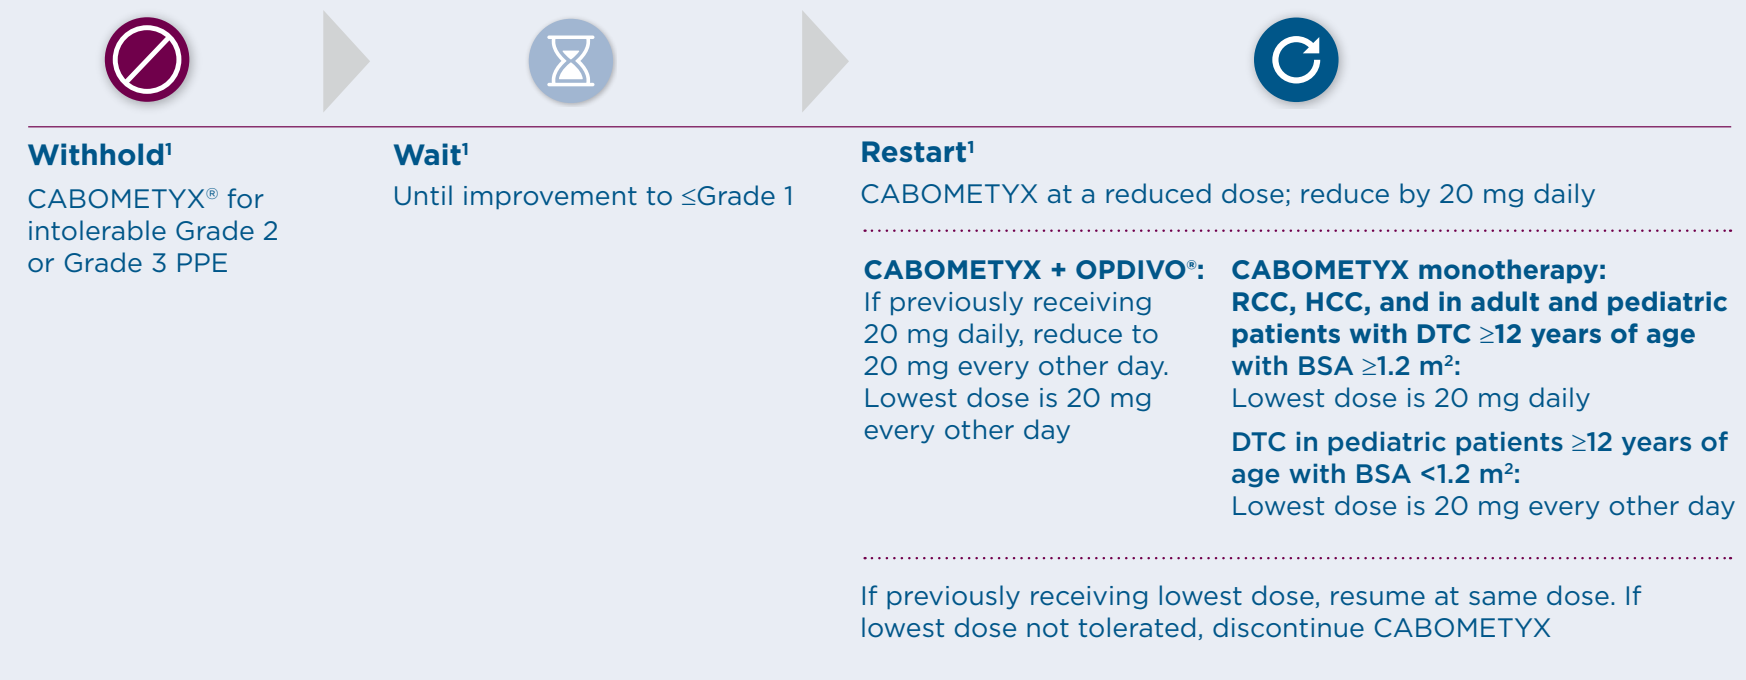 Withhold¹
CABOMETYX® for
intolerable Grade 2
or Grade 3 PPE
Wait¹
Until improvement to ≤Grade 1
Restart¹
CABOMETYX at a reduced dose; reduce by 20 mg daily
CABOMETYX + OPDIVO®:
If previously receiving
20 mg daily, reduce to
20 mg every other day.
Lowest dose is 20 mg
every other day
CABOMETYX monotherapy:
RCC, HCC, and in adult and pediatric
patients with DTC ≥12 years of age
with BSA ≥1.2 m²:
Lowest dose is 20 mg daily
DTC in pediatric patients ≥12 years of
age with BSA <1.2 m²:
Lowest dose is 20 mg every other day
If previously receiving lowest dose, resume at same dose. If
lowest dose not tolerated, discontinue CABOMETYX